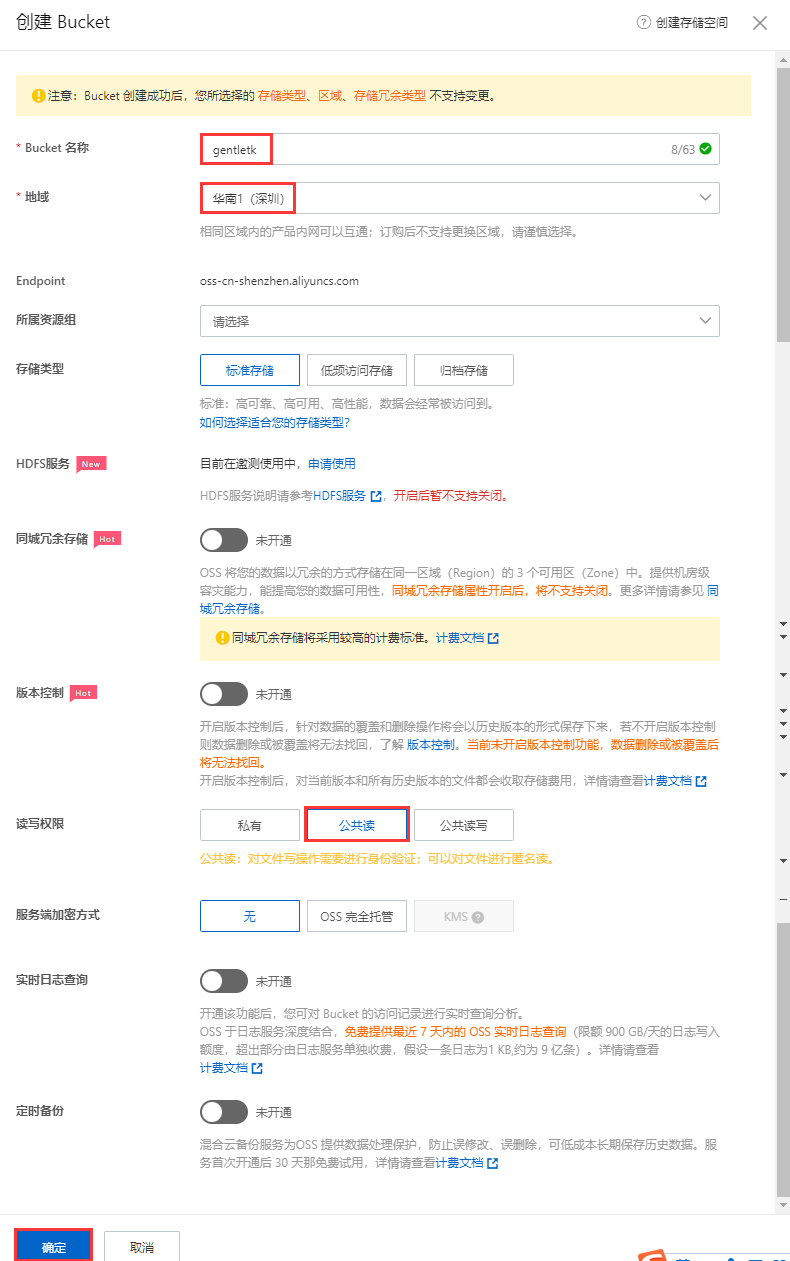 创建 Bucket
创建存储空间
注意：Bucket 创建成功后，您所选择的 存储类型、区域、存储冗余类型 不支持变更。
* Bucket 名称
gentletk
8/63
* 地域
华南1（深圳）
相同区域内的产品内网可以互通；订购后不支持更换区域，请谨慎选择。
Endpoint
oss-cn-shenzhen.aliyuncs.com
所属资源组
请选择
存储类型
标准存储
低频访问存储
归档存储
标准：高可靠、高可用、高性能，数据会经常被访问到。
如何选择适合您的存储类型?
HDFS服务 New
目前在邀测使用中，申请使用
HDFS服务说明请参考HDFS服务，开启后暂不支持关闭。
同城冗余存储 Hot
未开通
OSS 将您的数据以冗余的方式存储在同一区域（Region）的 3 个可用区（Zone）中。提供机房级
容灾能力，能提高您的数据可用性，同城冗余存储属性开启后，将不支持关闭。更多详情请参见 同
城冗余存储。
同城冗余存储将采用较高的计费标准。计费文档
版本控制 Hot
未开通
开启版本控制后，针对数据的覆盖和删除操作将会以历史版本的形式保存下来，若不开启版本控制
则数据删除或被覆盖将无法找回，了解 版本控制。当前未开启版本控制功能，数据删除或被覆盖后
将无法找回。
开启版本控制后，对当前版本和所有历史版本的文件都会收取存储费用，详情请查看计费文档
读写权限
私有
公共读
公共读写
公共读：对文件写操作需要进行身份验证；可以对文件进行匿名读。
服务端加密方式
无
OSS 完全托管
KMS
实时日志查询
未开通
开通该功能后，您可对 Bucket 的访问记录进行实时查询分析。
OSS 于日志服务深度结合，免费提供最近 7 天内的 OSS 实时日志查询（限额 900 GB/天的日志写入
额度，超出部分由日志服务单独收费，假设一条日志为1 KB,约为 9 亿条）。详情请查看
计费文档
定时备份
未开通
混合云备份服务为OSS 提供数据处理保护，防止误修改、误删除，可低成本长期保存历史数据。服
务首次开通后 30 天那免费试用，详情请查看计费文档
确定
取消